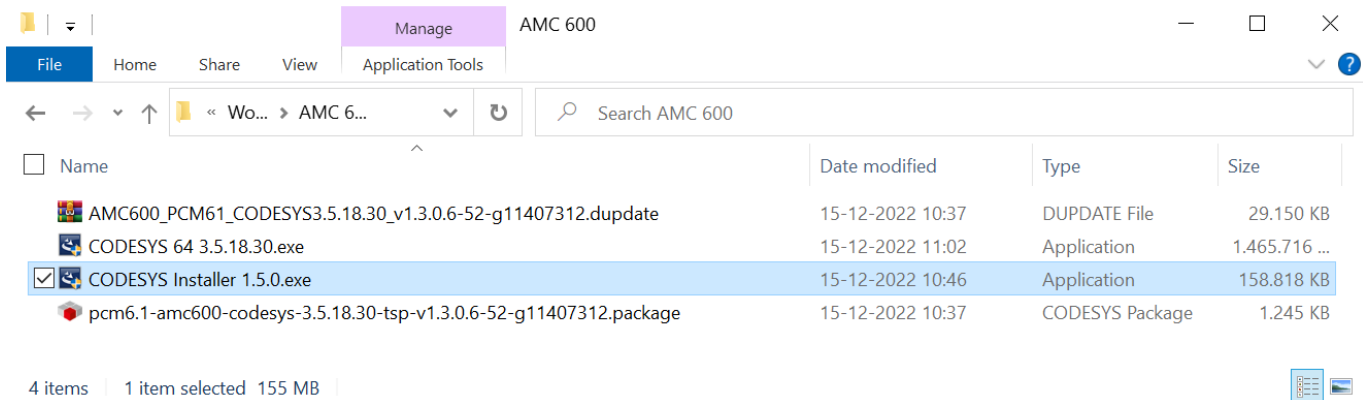 Manage AMC 600
File Home Share View Application Tools ?
« Wo... AMC 6... Search AMC 600
Name Date modified Type Size
AMC600_PCM61_CODESYS3.5.18.30_v1.3.0.6-52-g11407312.dupdate 15-12-2022 10:37 DUPDATE File 29.150 KB
CODESYS 64 3.5.18.30.exe 15-12-2022 11:02 Application 1.465.716 ...
CODESYS Installer 1.5.0.exe 15-12-2022 10:46 Application 158.818 KB
pcm6.1-amc600-codesys-3.5.18.30-tsp-v1.3.0.6-52-g11407312.package 15-12-2022 10:37 CODESYS Package 1.245 KB
4 items 1 item selected 155 MB